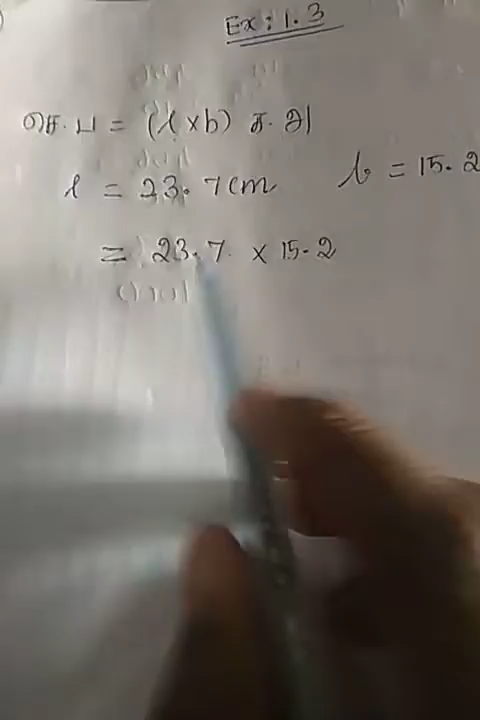 Ex: 1.3
செ. ப = (l × b) ச. அ
l = 23.7cm b = 15.2
= 23.7 × 15.2